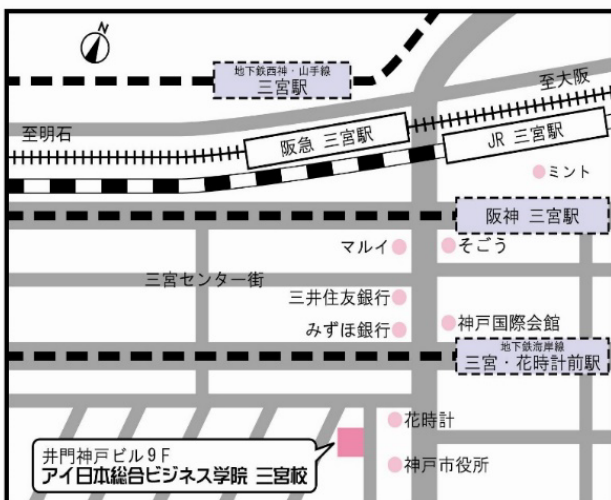 N
地下鉄西神・山手線
三宮駅
至大阪
至明石
阪急 三宮駅
JR 三宮駅
ミント
阪神 三宮駅
マルイ
そごう
三宮センター街
三井住友銀行
みずほ銀行
神戸国際会館
地下鉄海岸線
三宮・花時計前駅
花時計
井門神戸ビル9F
アイ日本総合ビジネス学院 三宮校
神戸市役所